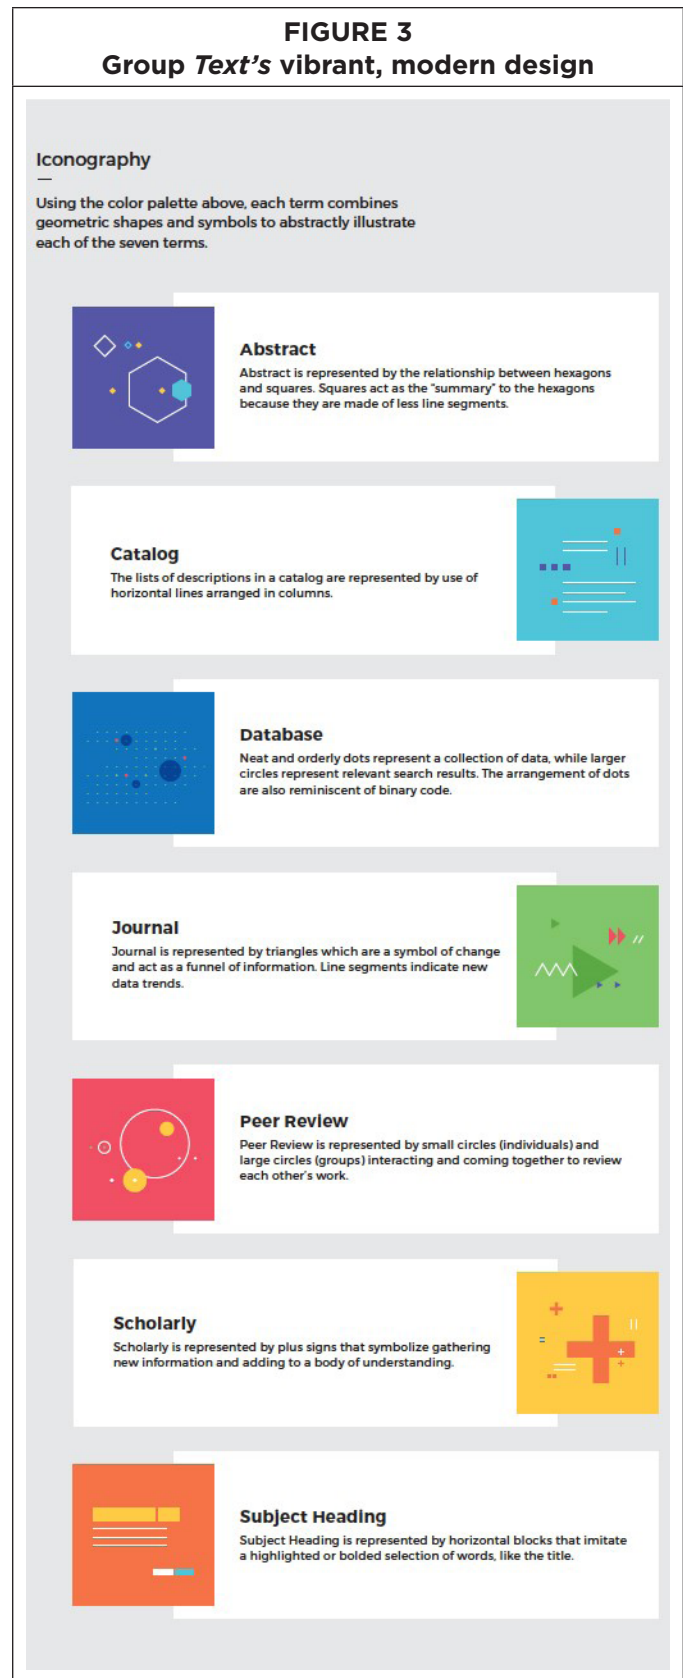 FIGURE 3
Group Text's vibrant, modern design
Iconography
Using the color palette above, each term combines
geometric shapes and symbols to abstractly illustrate
each of the seven terms.
Abstract
Abstract is represented by the relationship between hexagons
and squares. Squares act as the “summary” to the hexagons
because they are made of less line segments.
Catalog
The lists of descriptions in a catalog are represented by use of
horizontal lines arranged in columns.
Database
Neat and orderly dots represent a collection of data, while larger
circles represent relevant search results. The arrangement of dots
are also reminiscent of binary code.
Journal
Journal is represented by triangles which are a symbol of change
and act as a funnel of information. Line segments indicate new
data trends.
Peer Review
Peer Review is represented by small circles (individuals) and
large circles (groups) interacting and coming together to review
each other's work.
Scholarly
Scholarly is represented by plus signs that symbolize gathering
new information and adding to a body of understanding.
Subject Heading
Subject Heading is represented by horizontal blocks that imitate
a highlighted or bolded selection of words, like the title.